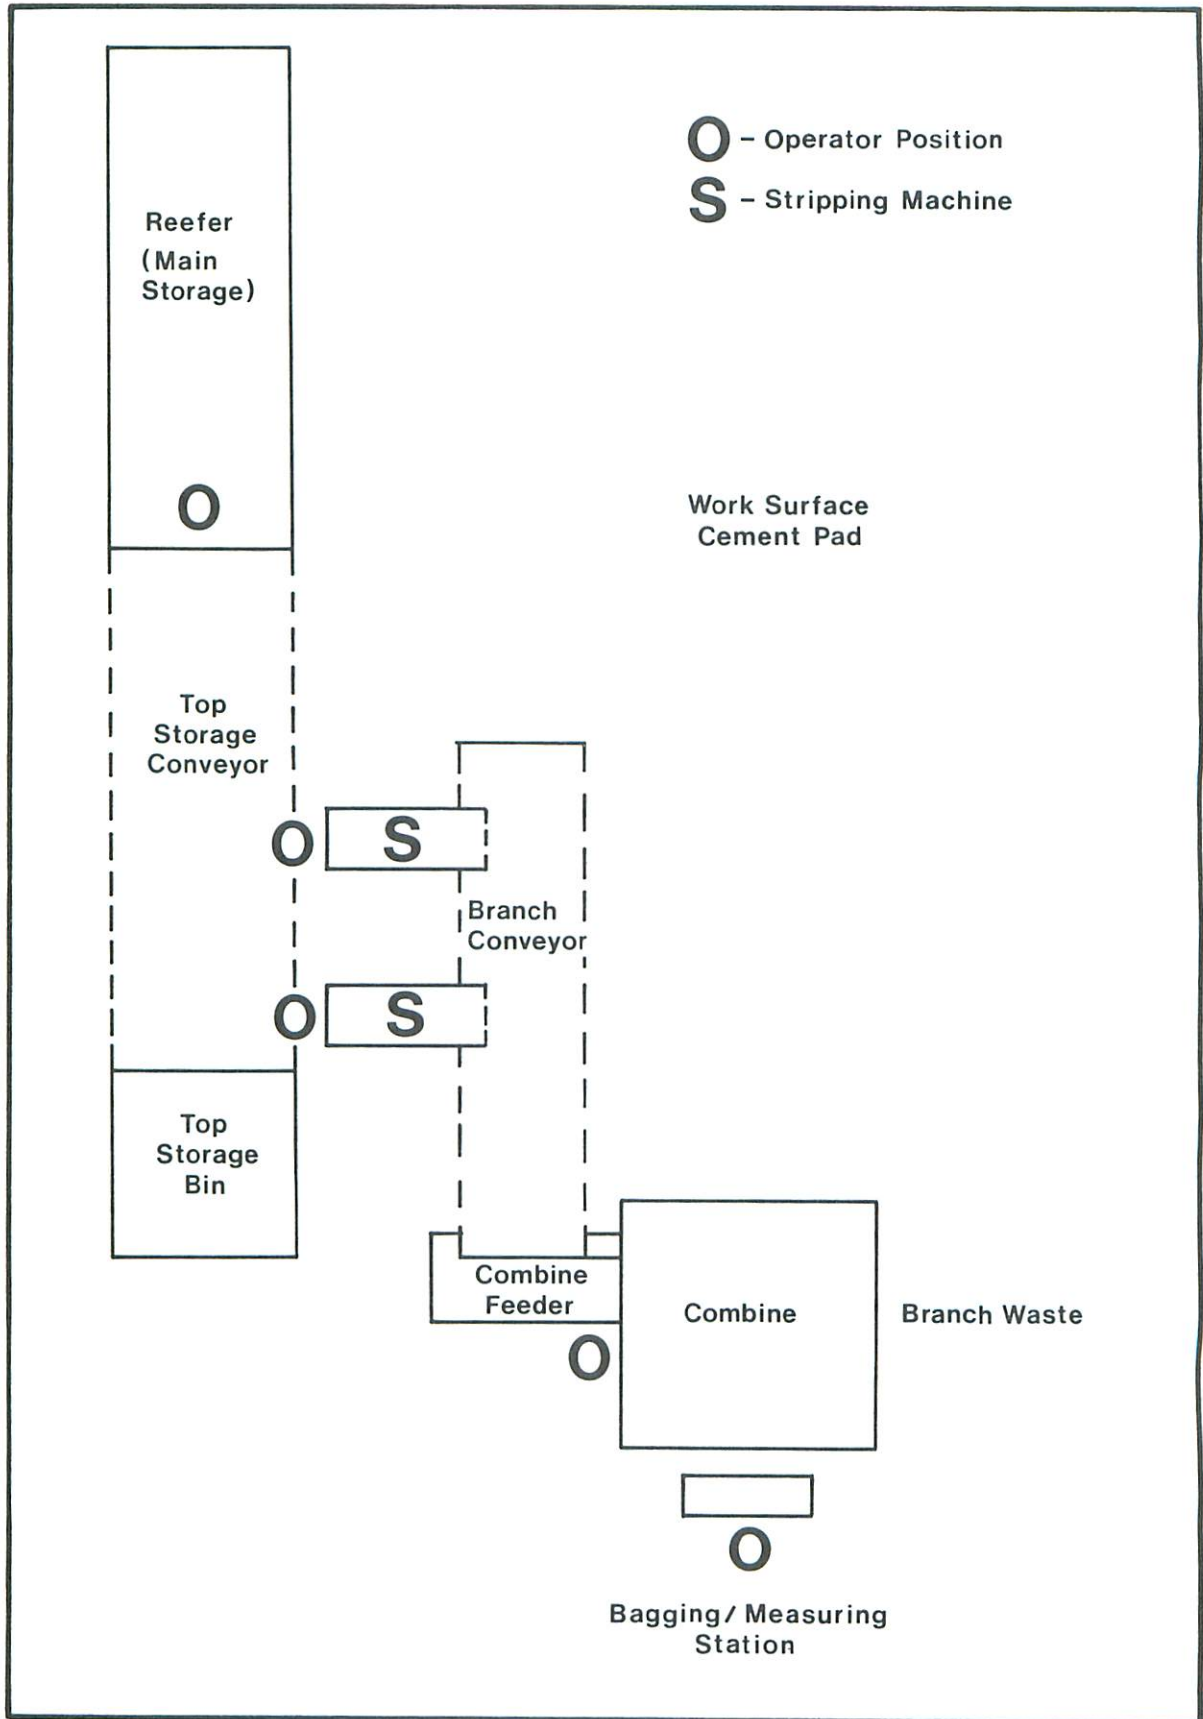 O – Operator Position
S – Stripping Machine
Reefer
(Main
Storage)
O
Work Surface
Cement Pad
Top
Storage
Conveyor
O
S
Branch
Conveyor
O
S
Top
Storage
Bin
Combine
Feeder
Combine
Branch Waste
O
O
Bagging/Measuring
Station